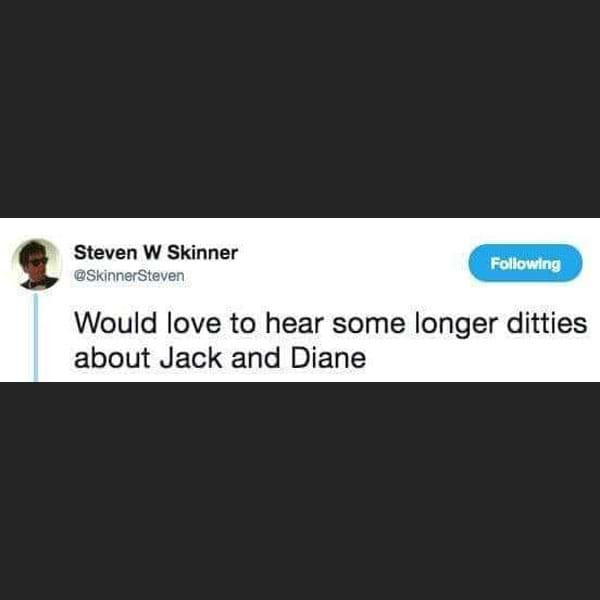 Steven W Skinner
@SkinnerSteven
Following
Would love to hear some longer ditties
about Jack and Diane